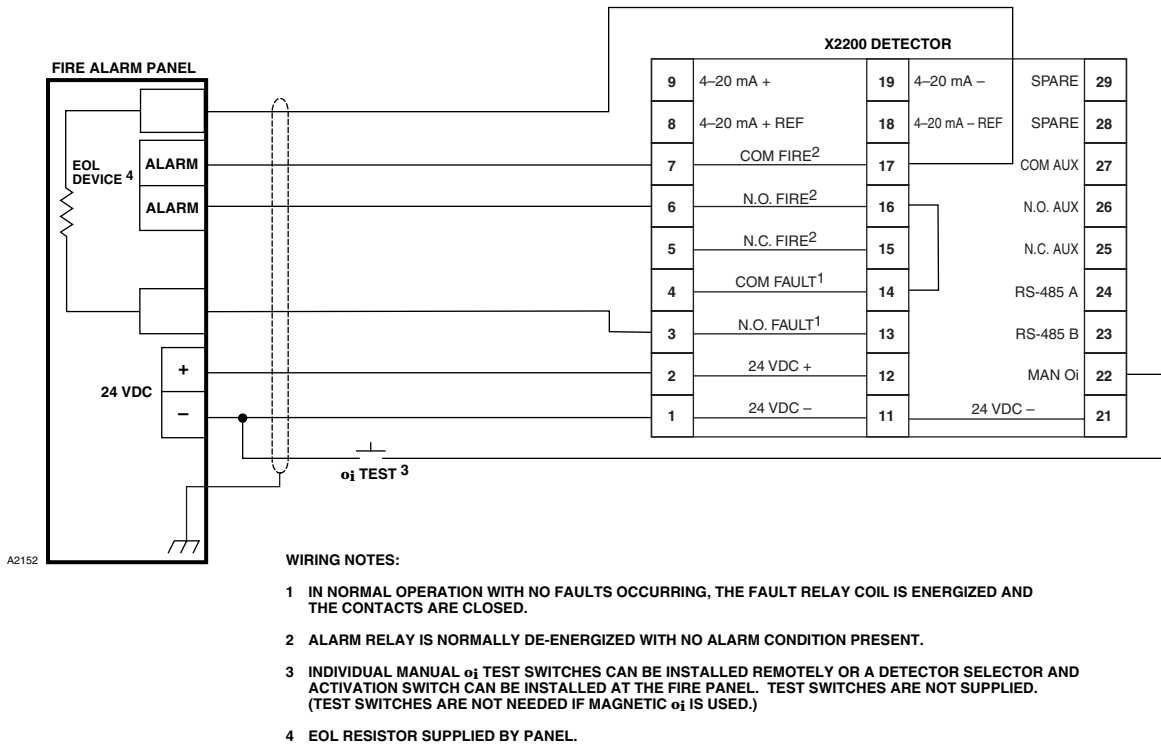 X2200 DETECTOR
FIRE ALARM PANEL
9 4–20 mA + 19 4–20 mA – SPARE 29
8 4–20 mA + REF 18 4–20 mA – REF SPARE 28
EOL
DEVICE 4
ALARM
7 COM FIRE2 17 COM AUX 27
ALARM
6 N.O. FIRE2 16 N.O. AUX 26
5 N.C. FIRE2 15 N.C. AUX 25
4 COM FAULT1 14 RS-485 A 24
3 N.O. FAULT1 13 RS-485 B 23
24 VDC
+
2 24 VDC + 12 MAN Oi 22
–
1 24 VDC – 11 24 VDC – 21
oi TEST 3
A2152
WIRING NOTES:
1 IN NORMAL OPERATION WITH NO FAULTS OCCURRING, THE FAULT RELAY COIL IS ENERGIZED AND
THE CONTACTS ARE CLOSED.
2 ALARM RELAY IS NORMALLY DE-ENERGIZED WITH NO ALARM CONDITION PRESENT.
3 INDIVIDUAL MANUAL oi TEST SWITCHES CAN BE INSTALLED REMOTELY OR A DETECTOR SELECTOR AND
ACTIVATION SWITCH CAN BE INSTALLED AT THE FIRE PANEL. TEST SWITCHES ARE NOT SUPPLIED.
(TEST SWITCHES ARE NOT NEEDED IF MAGNETIC oi IS USED.)
4 EOL RESISTOR SUPPLIED BY PANEL.